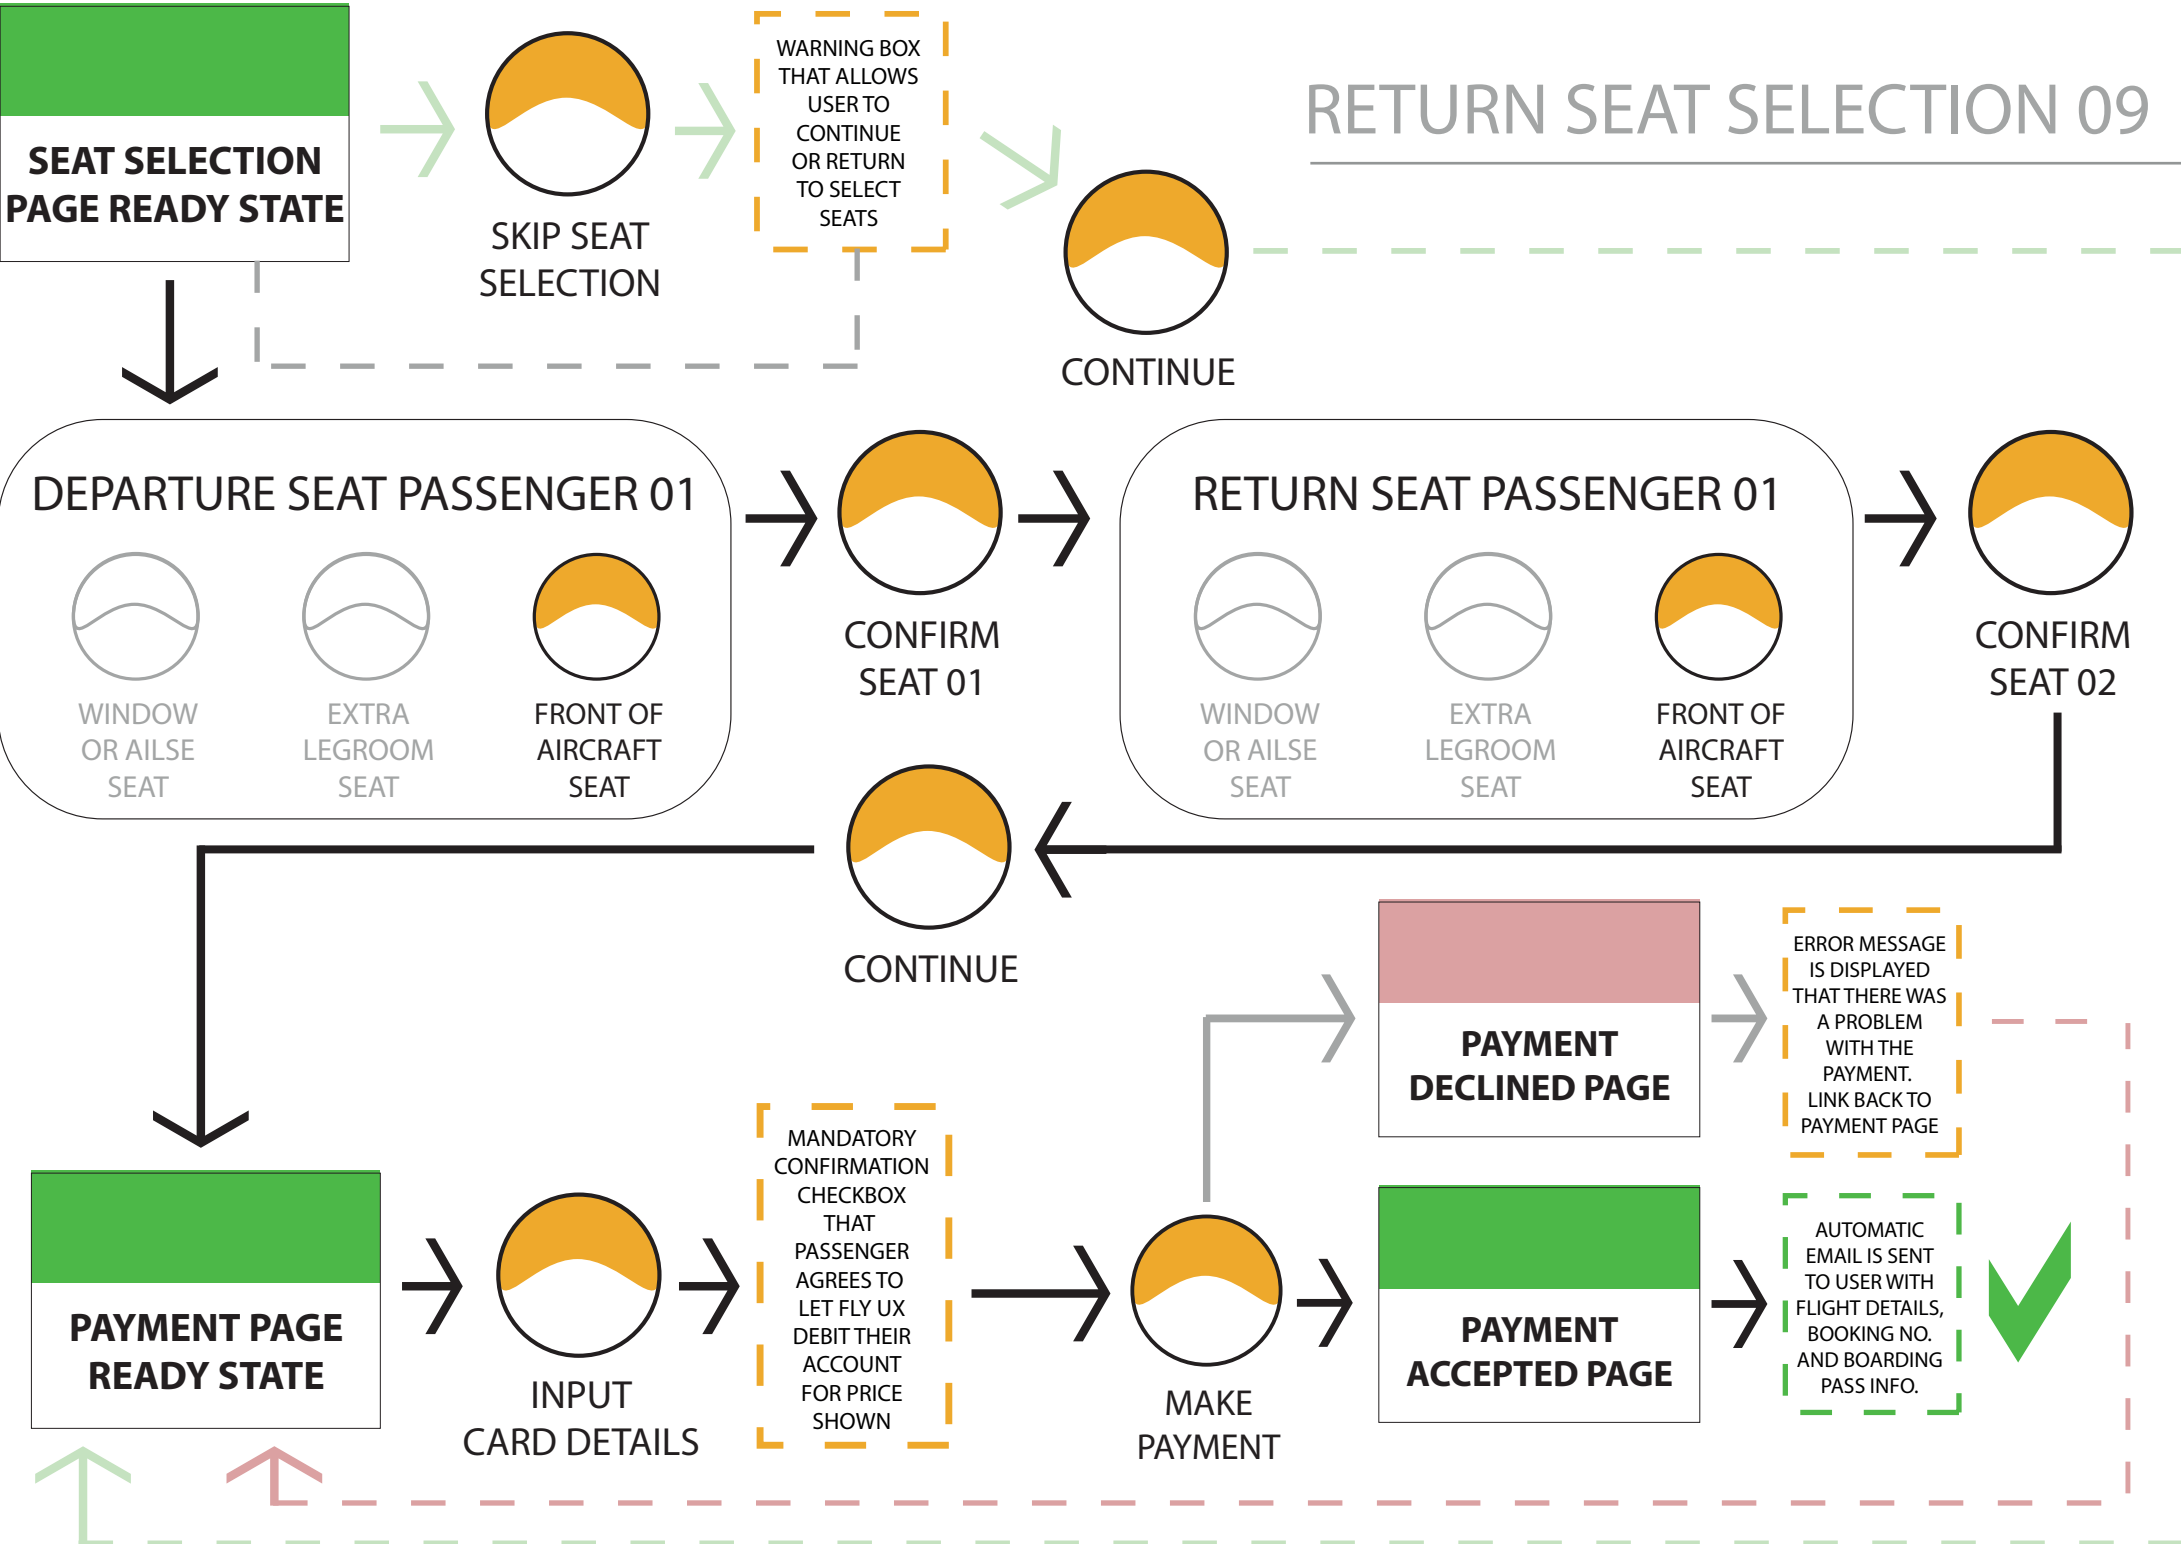 SEAT SELECTION
PAGE READY STATE
SKIP SEAT
SELECTION
WARNING BOX
THAT ALLOWS
USER TO
CONTINUE
OR RETURN
TO SELECT
SEATS
CONTINUE
RETURN SEAT SELECTION 09
DEPARTURE SEAT PASSENGER 01
WINDOW
OR AILSE
SEAT
EXTRA
LEGROOM
SEAT
FRONT OF
AIRCRAFT
SEAT
CONFIRM
SEAT 01
RETURN SEAT PASSENGER 01
WINDOW
OR AILSE
SEAT
EXTRA
LEGROOM
SEAT
FRONT OF
AIRCRAFT
SEAT
CONFIRM
SEAT 02
CONTINUE
PAYMENT PAGE
READY STATE
INPUT
CARD DETAILS
MANDATORY
CONFIRMATION
CHECKBOX
THAT
PASSENGER
AGREES TO
LET FLY UX
DEBIT THEIR
ACCOUNT
FOR PRICE
SHOWN
MAKE
PAYMENT
PAYMENT
DECLINED PAGE
ERROR MESSAGE
IS DISPLAYED
THAT THERE WAS
A PROBLEM
WITH THE
PAYMENT.
LINK BACK TO
PAYMENT PAGE
PAYMENT
ACCEPTED PAGE
AUTOMATIC
EMAIL IS SENT
TO USER WITH
FLIGHT DETAILS,
BOOKING NO.
AND BOARDING
PASS INFO.